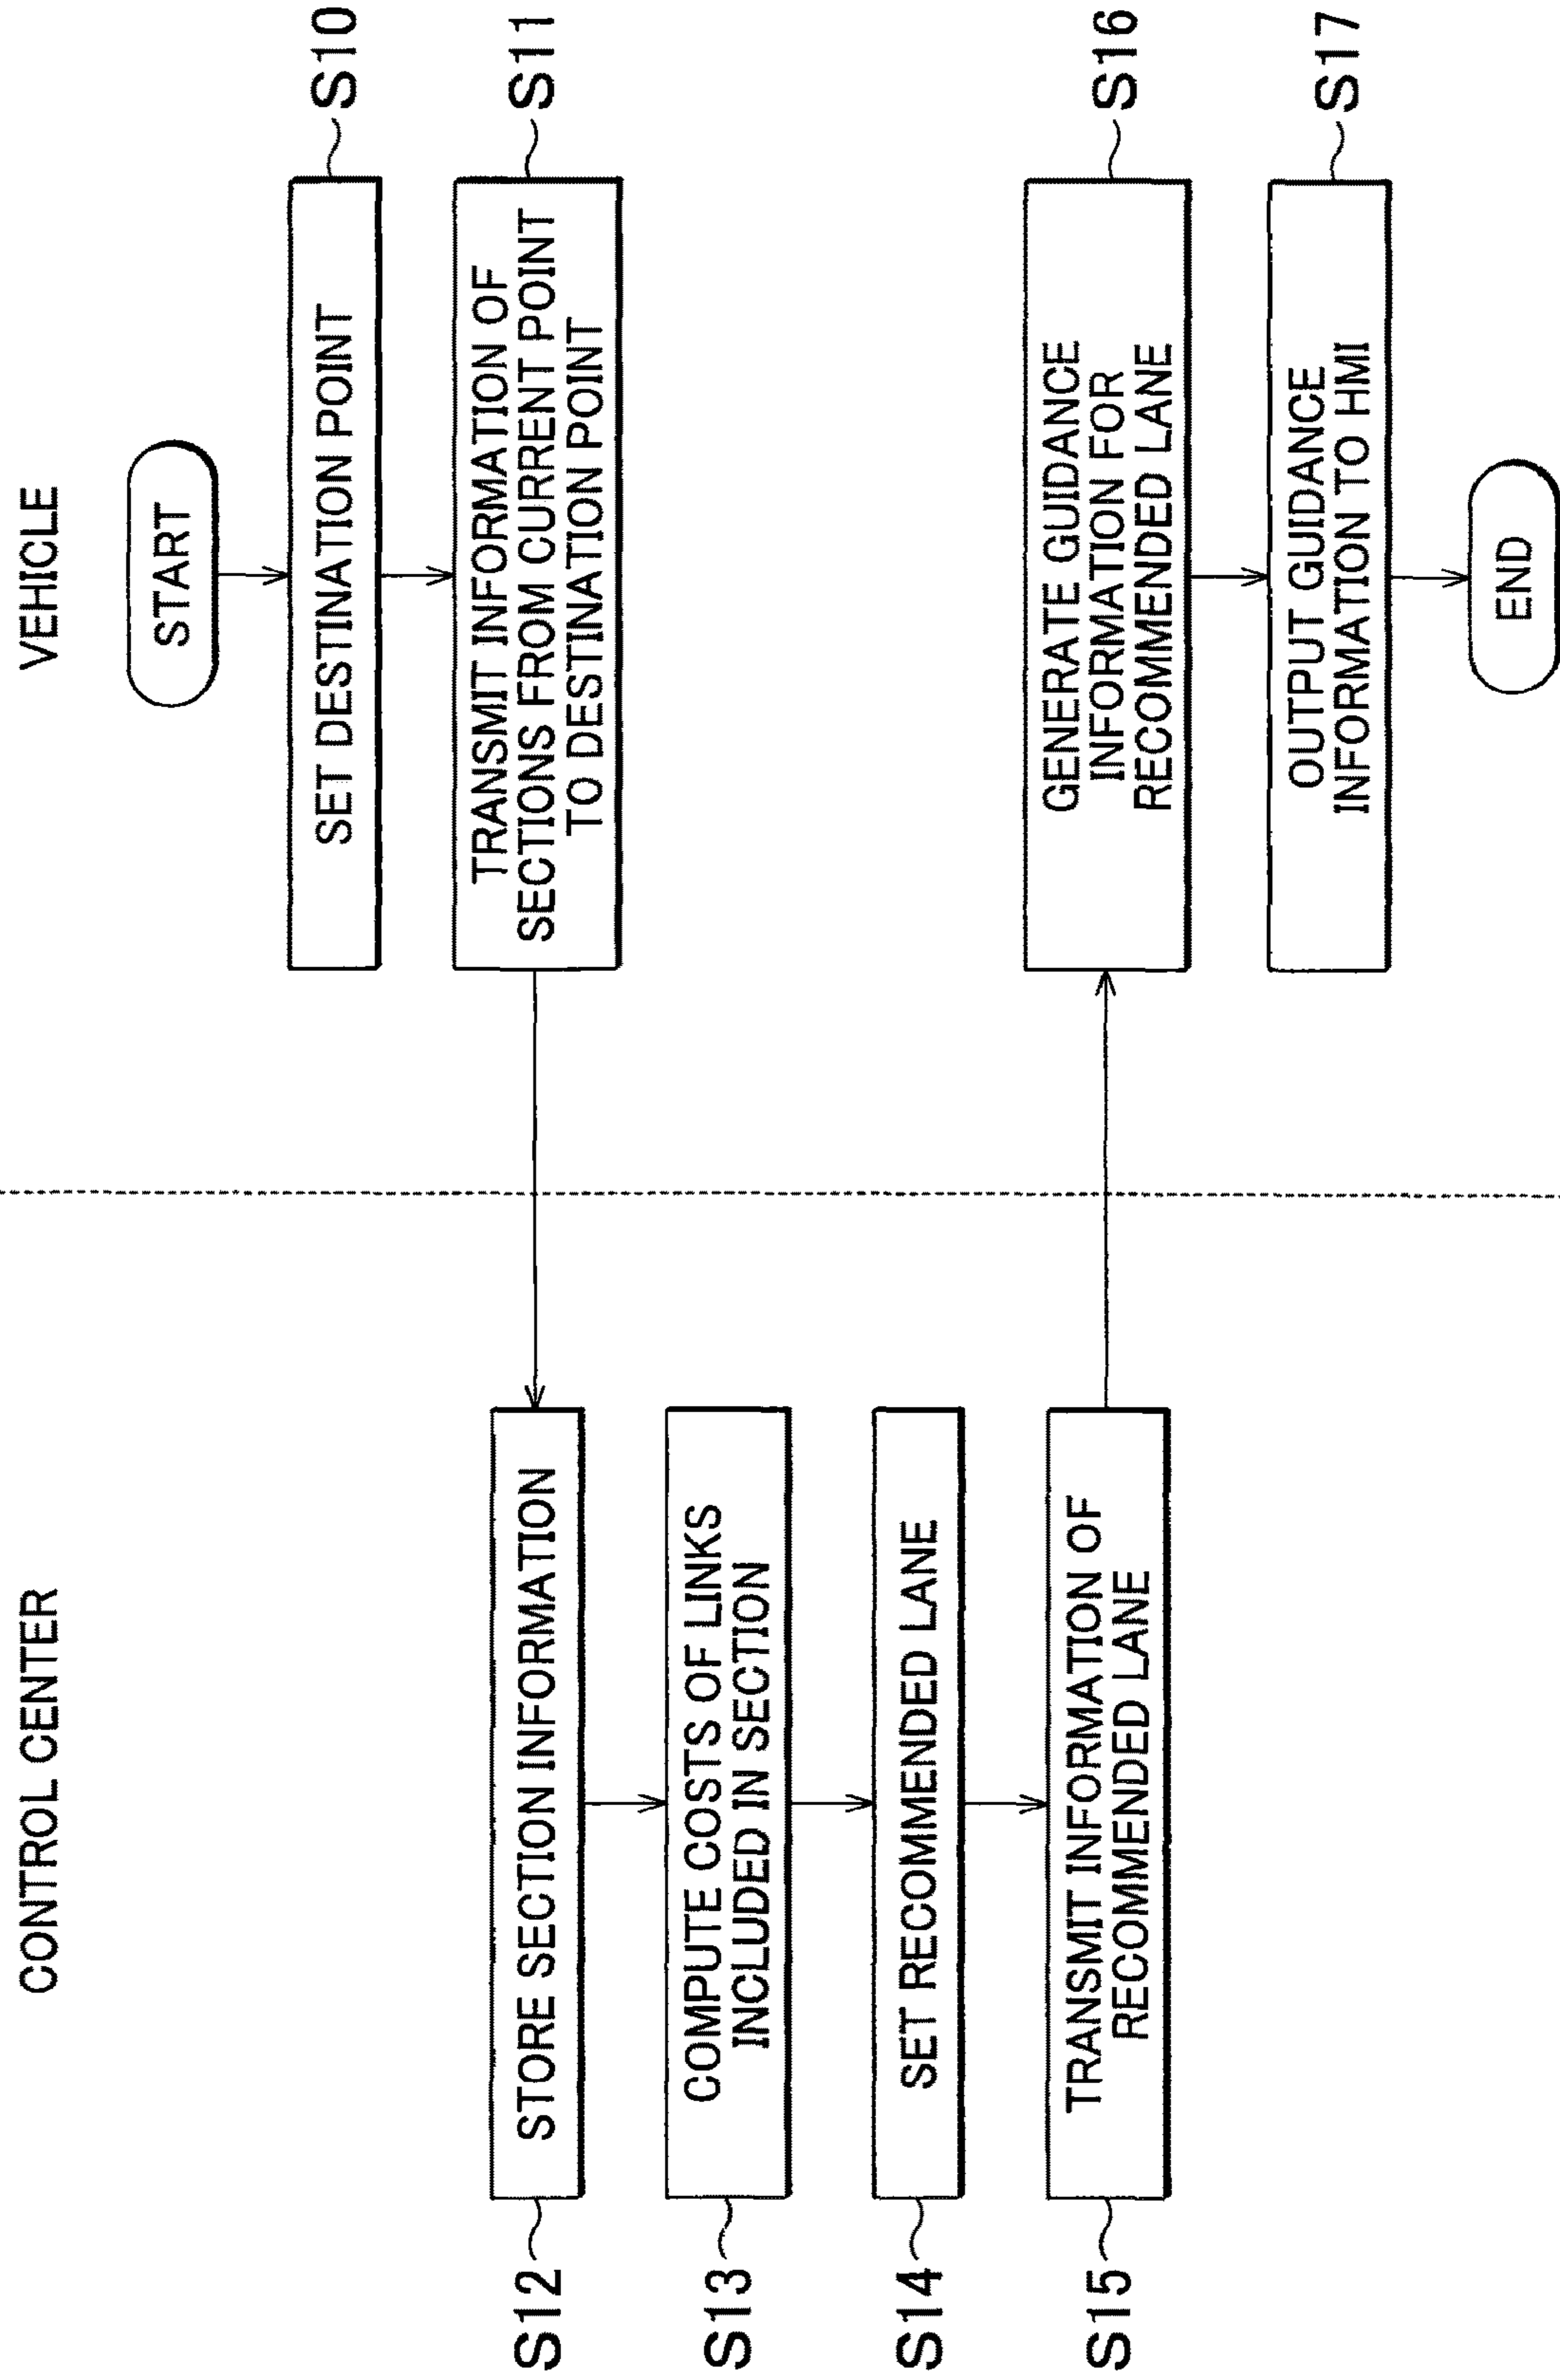 CONTROL CENTER
VEHICLE
START
SET DESTINATION POINT
S10
TRANSMIT INFORMATION OF
SECTIONS FROM CURRENT POINT
TO DESTINATION POINT
S11
S12
STORE SECTION INFORMATION
S13
COMPUTE COSTS OF LINKS
INCLUDED IN SECTION
S14
SET RECOMMENDED LANE
S15
TRANSMIT INFORMATION OF
RECOMMENDED LANE
GENERATE GUIDANCE
INFORMATION FOR
RECOMMENDED LANE
S16
OUTPUT GUIDANCE
INFORMATION TO HMI
S17
END